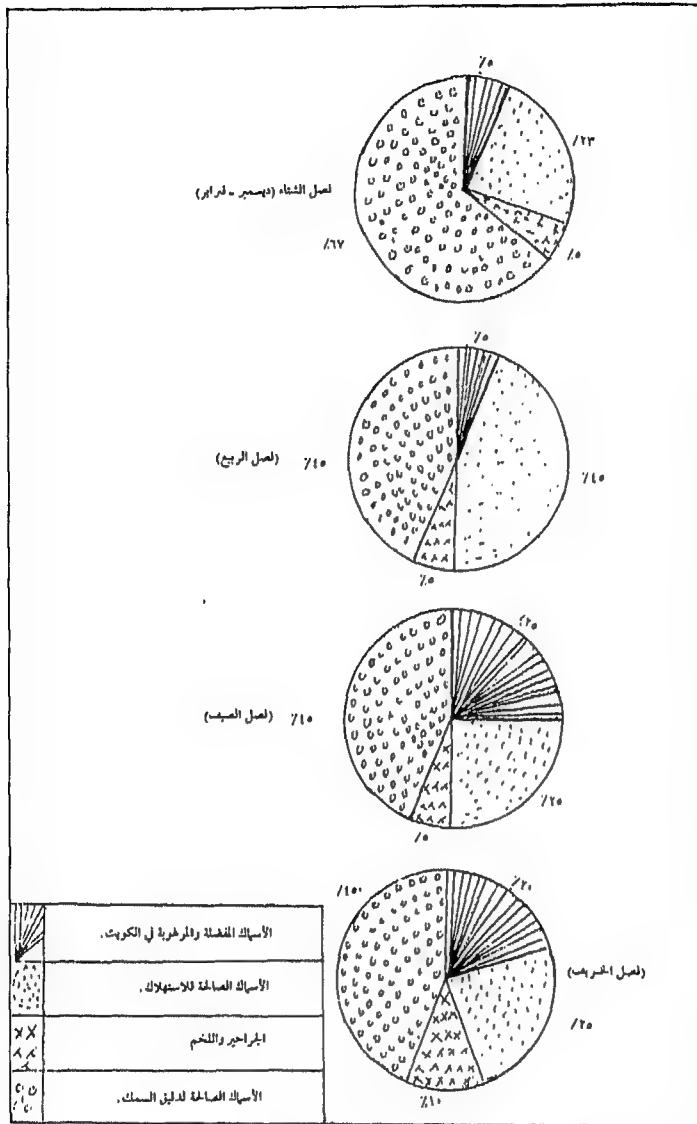 ٪٥
٪٢٣
فصل الشتاء (ديسمبر - فبراير)
٪٦٧
٪٥
٪٥
٪٤٥ (فصل الربيع)
٪٤٥
٪٥
٪٢٥
٪٤٥ (فصل الصيف)
٪٢٥
٪٥
٪٤٥٠
٪٢٠
(فصل الخريف)
٪٢٥
٪١٠
الأسماك المفضلة والمرغوبة في الكويت.
الأسماك الصالحة للاستهلاك.
الجراجير واللخم
الأسماك الصالحة لدقيق السمك.